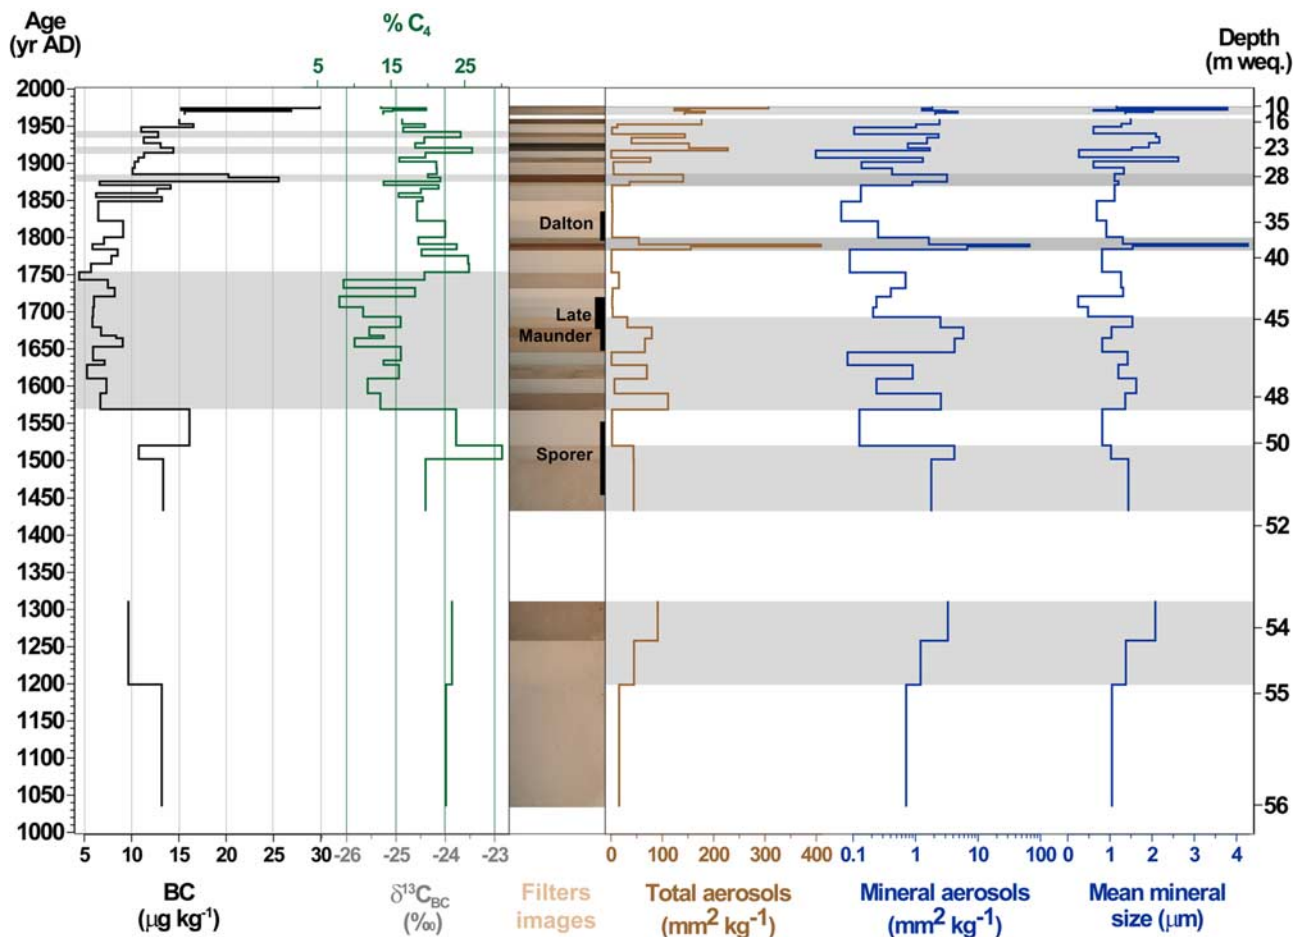 Age
(yr AD)
% C4
Depth
(m weq.)
5 15 25
2000
1950
1900
1850
1800
1750
1700
1650
1600
1550
1500
1450
1400
1350
1300
1250
1200
1150
1100
1050
1000
Dalton
Late
Maunder
Sporer
10
16
23
28
35
40
45
48
50
52
54
55
56
5 10 15 20 25 30 -26 -25 -24 -23 0 100 200 300 400 0.1 1 10 100 0 1 2 3 4
BC
(μg kg-1)
δ13CBC
(‰)
Filters
images
Total aerosols
(mm2 kg-1)
Mineral aerosols
(mm2 kg-1)
Mean mineral
size (μm)